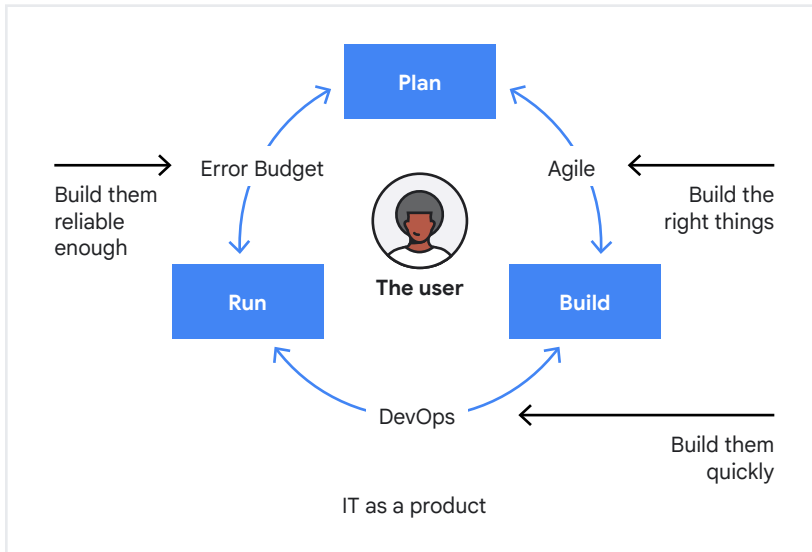 Plan
Error Budget
Agile
Build them
reliable
enough
Build the
right things
The user
Run
Build
DevOps
Build them
quickly
IT as a product